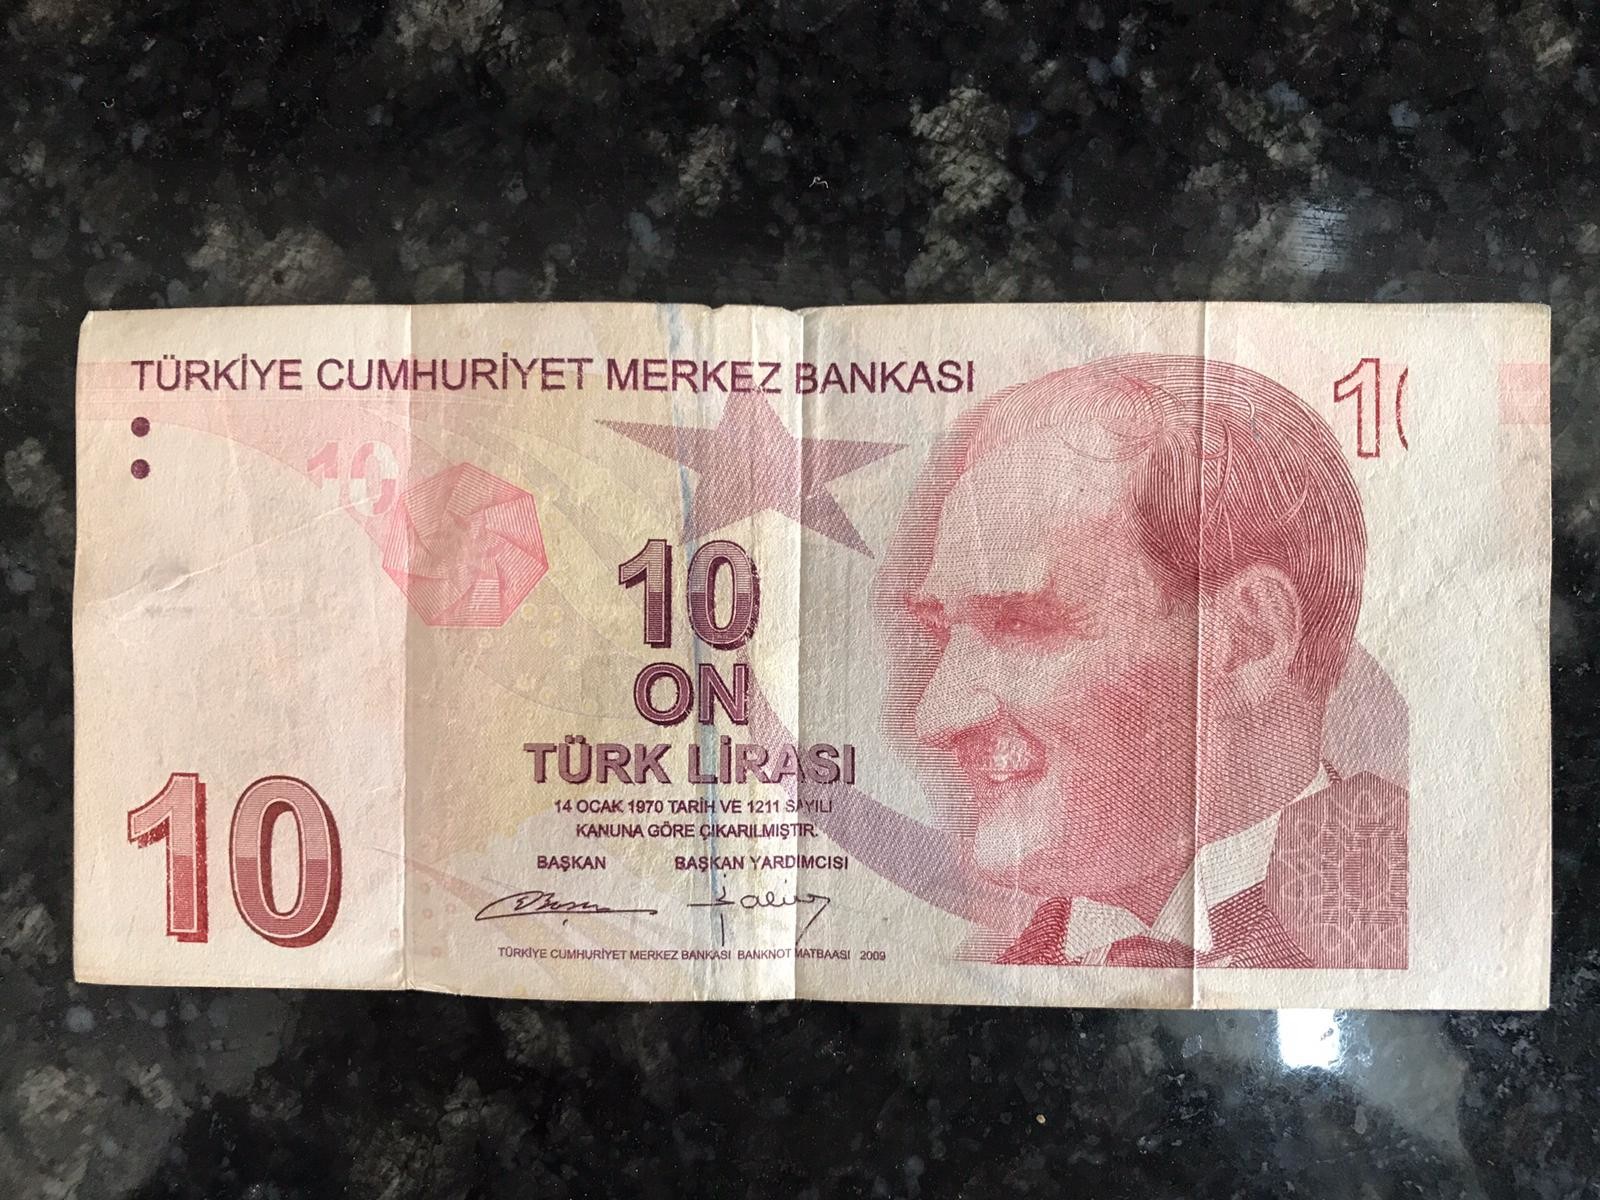 TÜRKİYE CUMHURİYET MERKEZ BANKASI
10
10
10
ON
TÜRK LİRASI
14 OCAK 1970 TARİH VE 1211 SAYILI
KANUNA GÖRE ÇIKARILMIŞTIR.
BAŞKAN BAŞKAN YARDIMCISI
10
TÜRKİYE CUMHURİYET MERKEZ BANKASI BANKNOT MATBAASI 2009